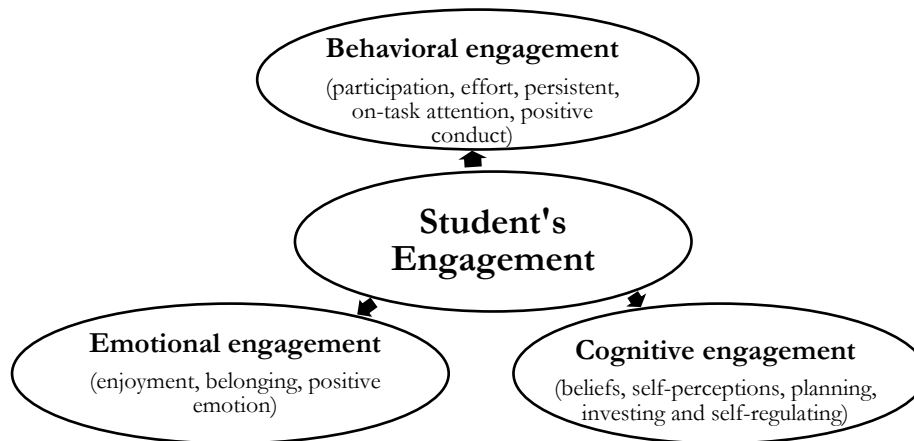 Behavioral engagement
(participation, effort, persistent,
on-task attention, positive
conduct)
Student's
Engagement
Emotional engagement
(enjoyment, belonging, positive
emotion)
Cognitive engagement
(beliefs, self-perceptions, planning,
investing and self-regulating)